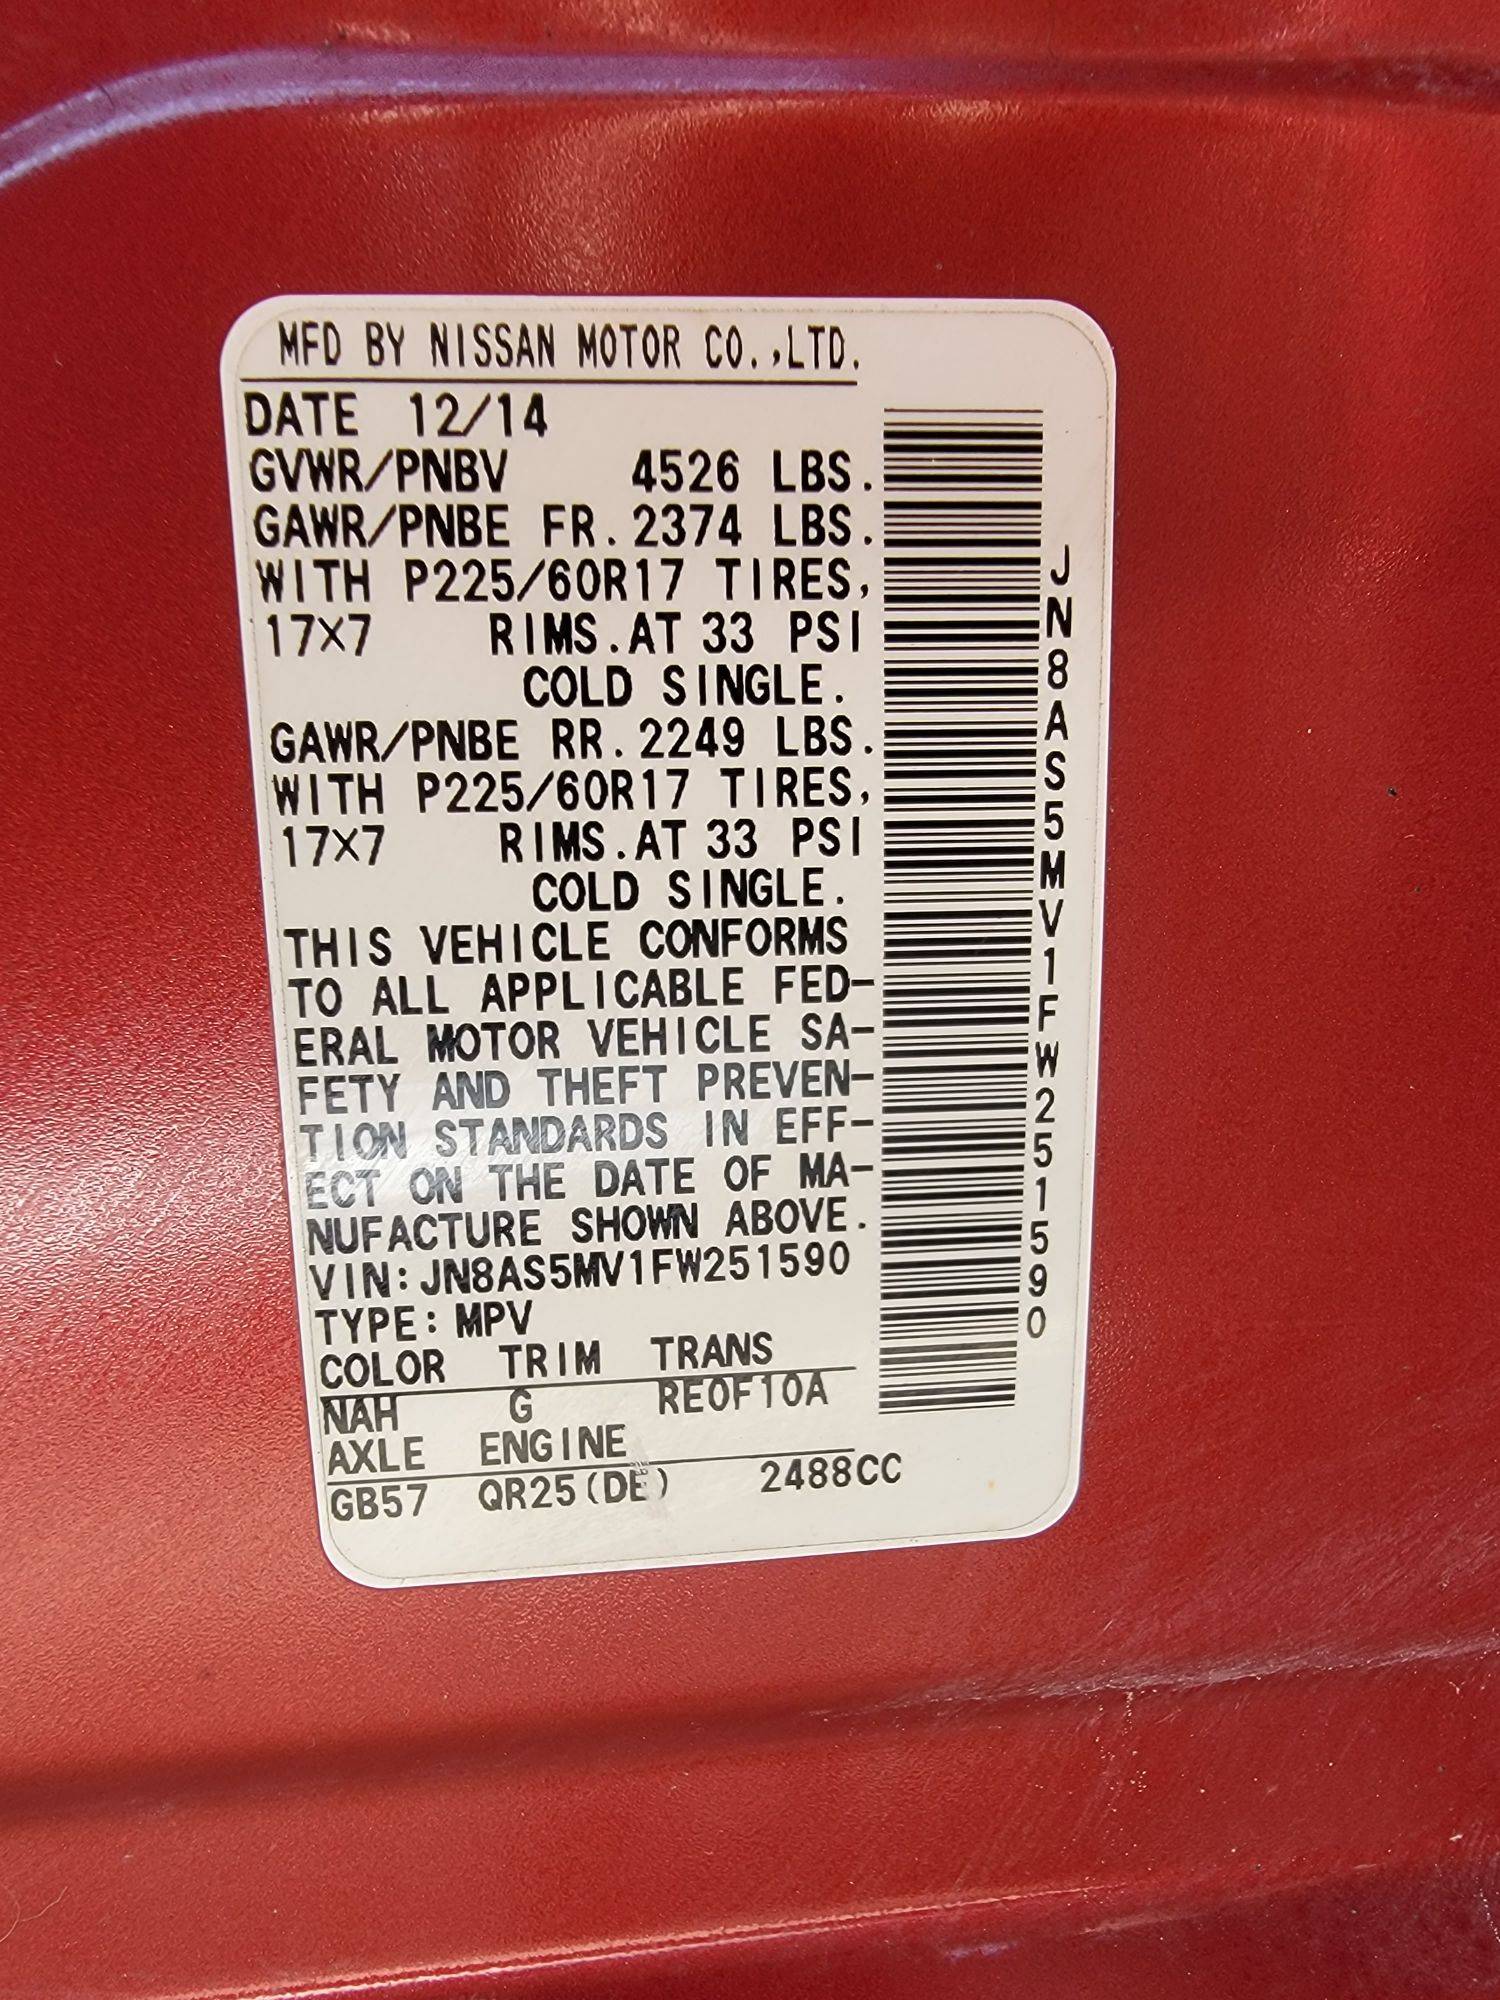 MFD BY NISSAN MOTOR CO.,LTD.
DATE 12/14
GVWR/PNBV 4526 LBS.
GAWR/PNBE FR.2374 LBS.
WITH P225/60R17 TIRES,
17X7 RIMS.AT 33 PSI
COLD SINGLE.
GAWR/PNBE RR.2249 LBS.
WITH P225/60R17 TIRES,
17X7 RIMS.AT 33 PSI
COLD SINGLE.
THIS VEHICLE CONFORMS
TO ALL APPLICABLE FED-
ERAL MOTOR VEHICLE SA-
FETY AND THEFT PREVEN-
TION STANDARDS IN EFF-
ECT ON THE DATE OF MA-
NUFACTURE SHOWN ABOVE.
VIN:JN8AS5MV1FW251590
TYPE:MPV
COLOR TRIM TRANS
NAH G RE0F10A
AXLE ENGINE
GB57 QR25(DE) 2488CC
JN8AS5MV1FW251590